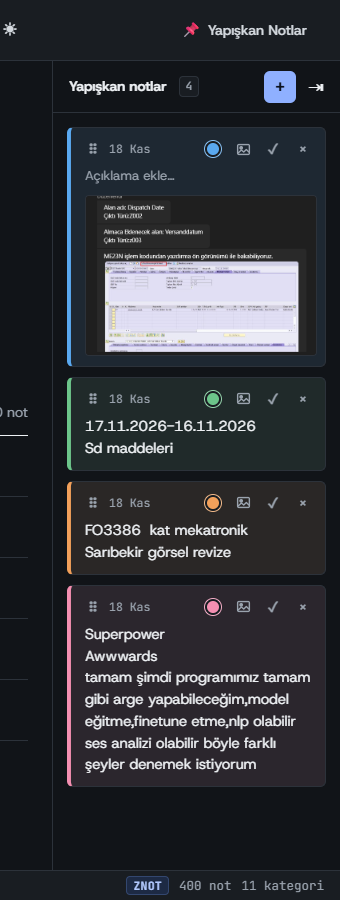 Yapışkan Notlar
Yapışkan notlar 4
+
18 Kas
Açıklama ekle…
Alan adı: Dispatch Date
Çıktı Türü:Z002
Almaca Eklenecek alan: Versanddatum
Çıktı Türü:Z001
ME23N işlem kodundan yazdırma ön görünümü ile bakabiliyoruz.
0 not
18 Kas
17.11.2026-16.11.2026
Sd maddeleri
18 Kas
FO3386  kat mekatronik
Sarıbekir görsel revize
18 Kas
Superpower
Awwwards
tamam şimdi programımız tamam
gibi arge yapabileceğim,model
eğitme,finetune etme,nlp olabilir
ses analizi olabilir böyle farklı
şeyler denemek istiyorum
ZNOT 400 not 11 kategori